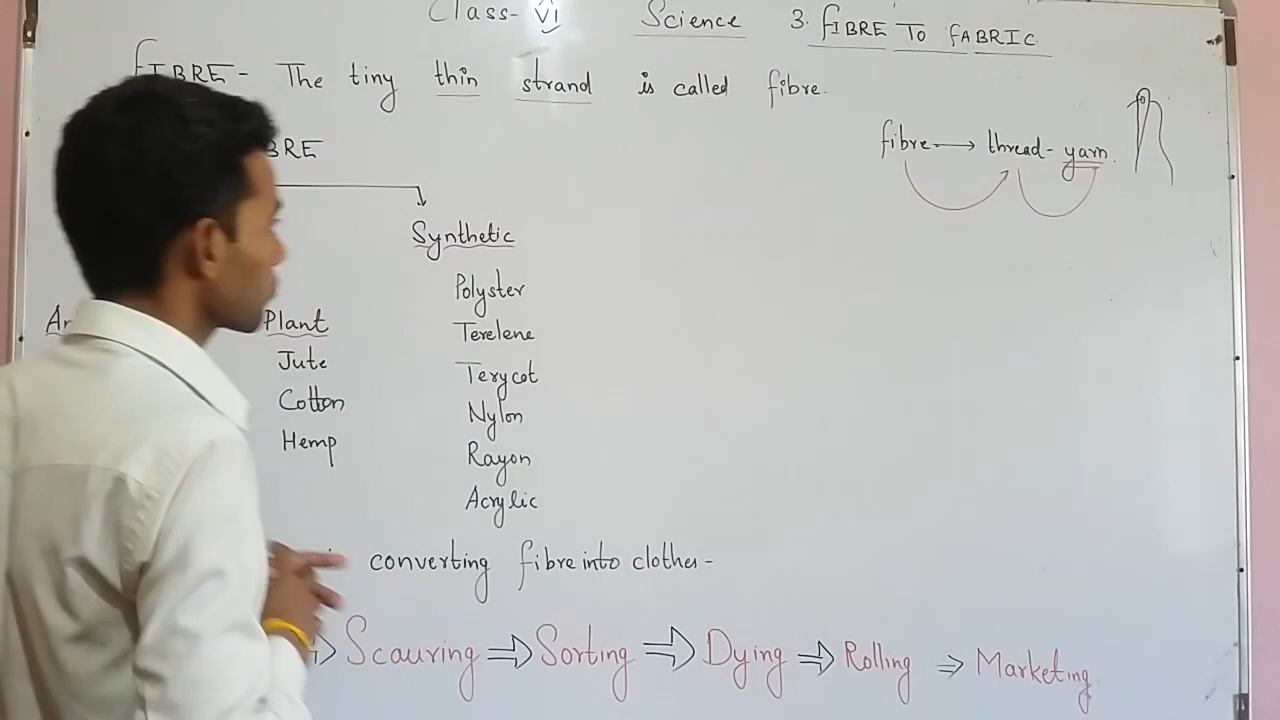 Class-VI Science 3. FIBRE TO FABRIC
FIBRE - The tiny thin strand is called fibre.
fibre → thread - yarn.
Synthetic
Polyster
Terelene
Terycot
Nylon
Rayon
Acrylic
Plant
Jute
Cotton
Hemp
converting fibre into clothes -
⇒ Scauring ⇒ Sorting ⇒ Dying ⇒ Rolling ⇒ Marketing